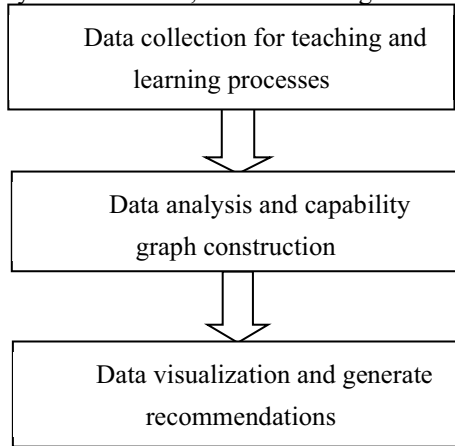 Data collection for teaching and
learning processes
Data analysis and capability
graph construction
Data visualization and generate
recommendations